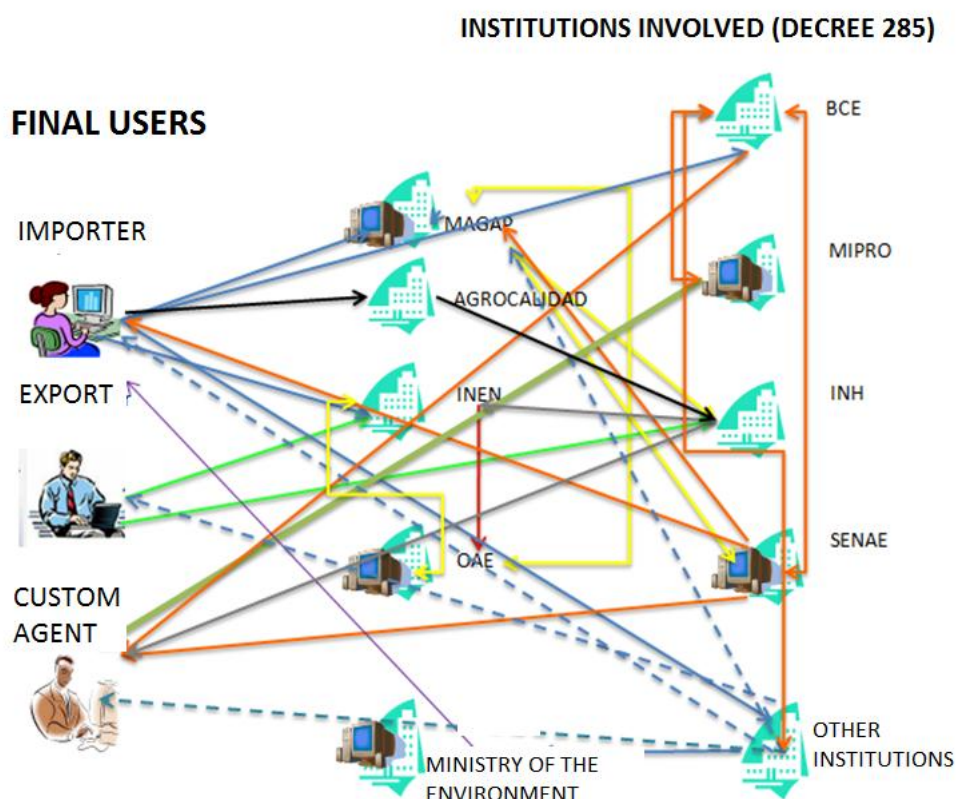 INSTITUTIONS INVOLVED (DECREE 285)
FINAL USERS
BCE
IMPORTER
MAGAP
MIPRO
AGROCALIDAD
EXPORT
INEN
INH
OAE
SENAE
CUSTOM
AGENT
MINISTRY OF THE
ENVIRONMENT
OTHER
INSTITUTIONS